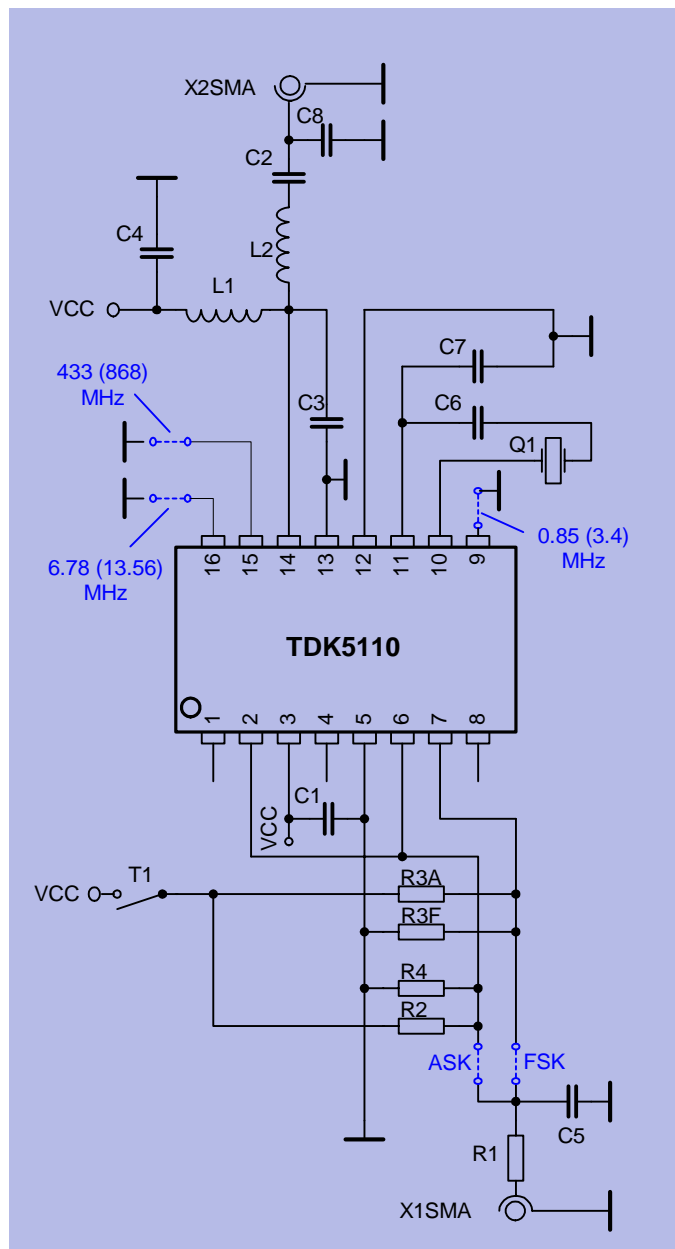 X2SMA
C8
C2
C4
L2
L1
VCC
C7
433 (868)
MHz
C3
C6
Q1
6.78 (13.56)
MHz
0.85 (3.4)
MHz
16
15
14
13
12
11
10
9
TDK5110
1
2
3
4
5
6
7
8
C1
VCC
T1
VCC
R3A
R3F
R4
R2
ASK
FSK
C5
R1
X1SMA